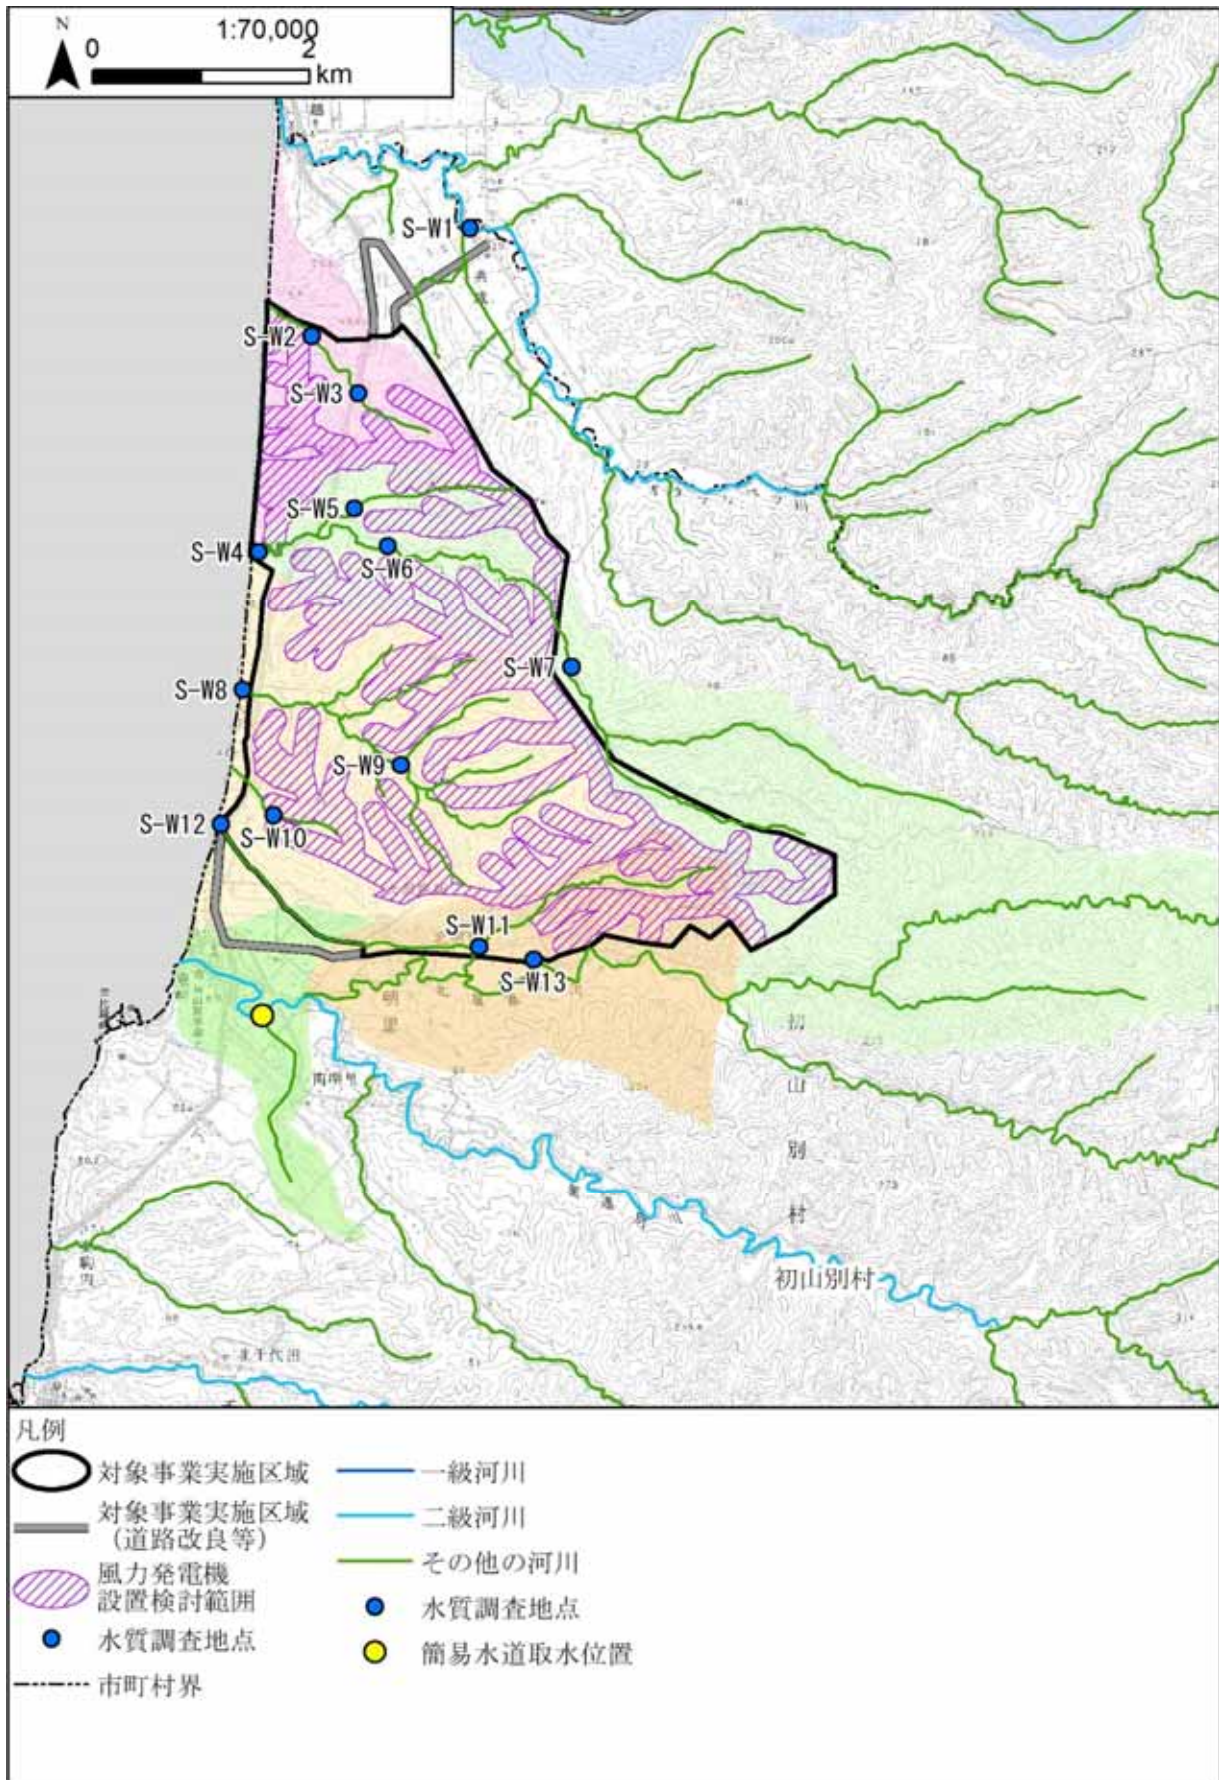 N
1:70,000
0
2
km
S-W1
S-W2
S-W3
S-W5
S-W4
S-W6
S-W7
S-W8
S-W9
S-W12
S-W10
S-W11
S-W13
明
里
初
山
別
村
初山別村
凡例
対象事業実施区域
対象事業実施区域
（道路改良等）
風力発電機
設置検討範囲
水質調査地点
市町村界
一級河川
二級河川
その他の河川
水質調査地点
簡易水道取水位置